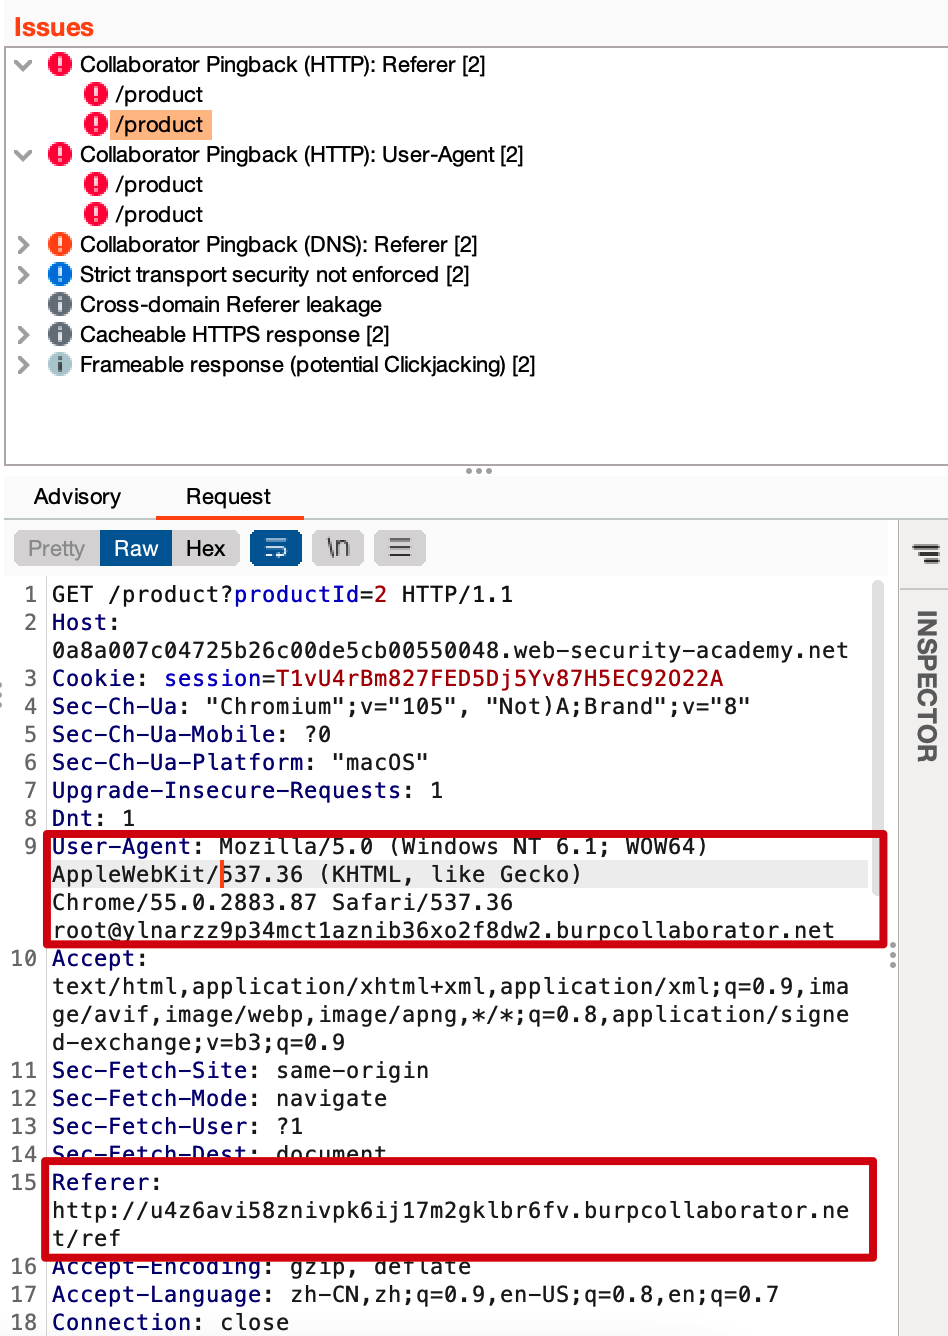 Issues
Collaborator Pingback (HTTP): Referer [2]
/product
/product
Collaborator Pingback (HTTP): User-Agent [2]
/product
/product
Collaborator Pingback (DNS): Referer [2]
Strict transport security not enforced [2]
Cross-domain Referer leakage
Cacheable HTTPS response [2]
Frameable response (potential Clickjacking) [2]
Advisory Request
Pretty Raw Hex \n
INSPECTOR
1 GET /product?productId=2 HTTP/1.1
2 Host:
0a8a007c04725b26c00de5cb00550048.web-security-academy.net
3 Cookie: session=T1vU4rBm827FED5Dj5Yv87H5EC92O22A
4 Sec-Ch-Ua: "Chromium";v="105", "Not)A;Brand";v="8"
5 Sec-Ch-Ua-Mobile: ?0
6 Sec-Ch-Ua-Platform: "macOS"
7 Upgrade-Insecure-Requests: 1
8 Dnt: 1
9 User-Agent: Mozilla/5.0 (Windows NT 6.1; WOW64)
AppleWebKit/537.36 (KHTML, like Gecko)
Chrome/55.0.2883.87 Safari/537.36
root@ylnarzz9p34mct1aznib36xo2f8dw2.burpcollaborator.net
10 Accept:
text/html,application/xhtml+xml,application/xml;q=0.9,ima
ge/avif,image/webp,image/apng,*/*;q=0.8,application/signe
d-exchange;v=b3;q=0.9
11 Sec-Fetch-Site: same-origin
12 Sec-Fetch-Mode: navigate
13 Sec-Fetch-User: ?1
14 Sec-Fetch-Dest: document
15 Referer:
http://u4z6avi58znivpk6ij17m2gklbr6fv.burpcollaborator.ne
t/ref
16 Accept-Encoding: gzip, deflate
17 Accept-Language: zh-CN,zh;q=0.9,en-US;q=0.8,en;q=0.7
18 Connection: close